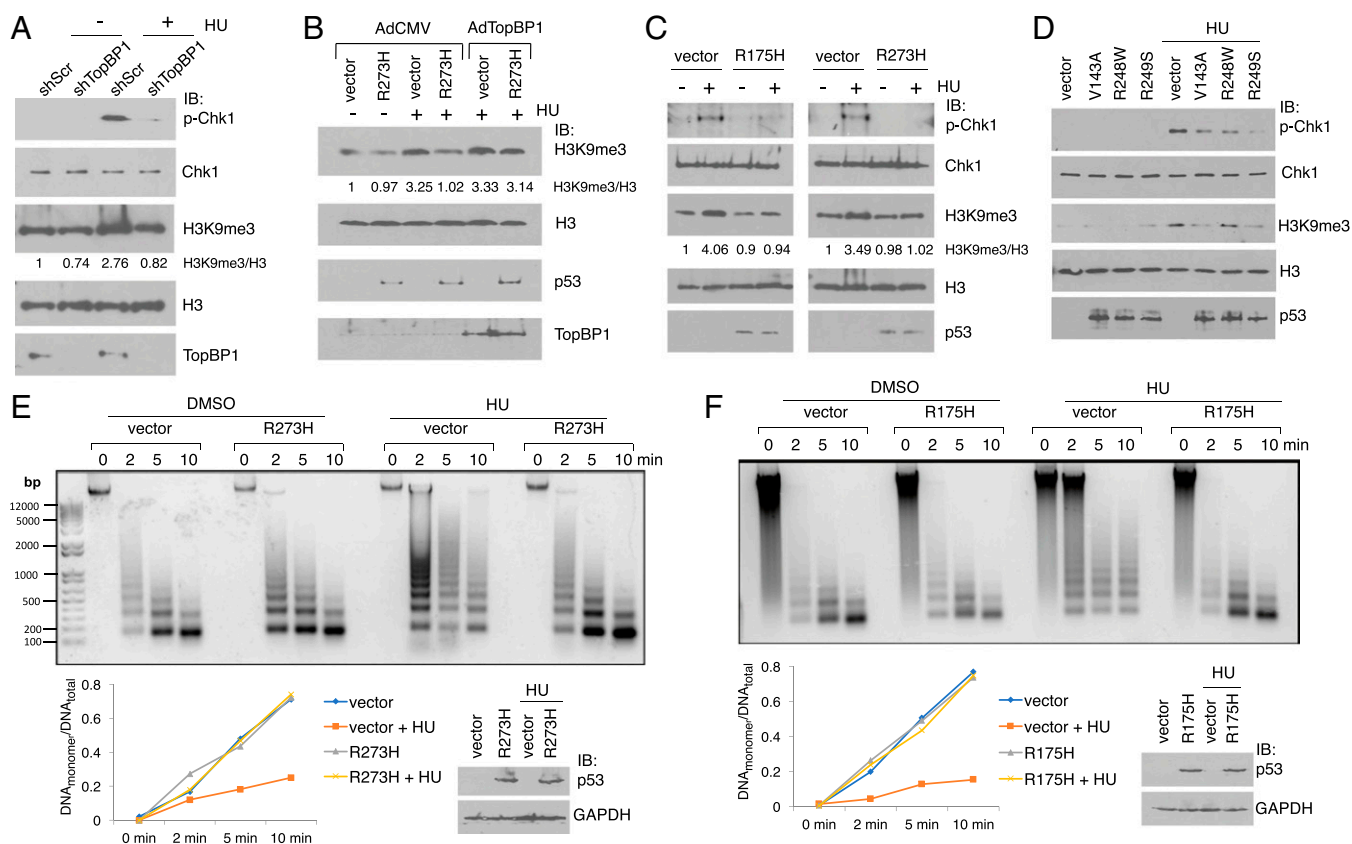 A
- + HU
shScr shTopBP1 shScr shTopBP1
IB:
p-Chk1
Chk1
H3K9me3
1 0.74 2.76 0.82 H3K9me3/H3
H3
TopBP1
B
AdCMV AdTopBP1
vector R273H vector R273H vector R273H
HU
- - + + + +
IB:
H3K9me3
1 0.97 3.25 1.02 3.33 3.14 H3K9me3/H3
H3
p53
TopBP1
C
vector R175H vector R273H
- + - + - + - + HU
IB:
p-Chk1
Chk1
H3K9me3
1 4.06 0.9 0.94 1 3.49 0.98 1.02 H3K9me3/H3
H3
p53
D
HU
vector V143A R248W R249S vector V143A R248W R249S
IB:
p-Chk1
Chk1
H3K9me3
H3
p53
E
DMSO HU
vector R273H vector R273H
0 2 5 10 0 2 5 10 0 2 5 10 0 2 5 10 min
bp
12000
5000
2000
1000
500
200
100
DNAmonomer/DNAtotal
0.8
0.6
0.4
0.2
0
0 min 2 min 5 min 10 min
vector
vector + HU
R273H
R273H + HU
HU
vector R273H vector R273H
IB:
p53
GAPDH
F
DMSO HU
vector R175H vector R175H
0 2 5 10 0 2 5 10 0 2 5 10 0 2 5 10 min
DNAmonomer/DNAtotal
0.8
0.6
0.4
0.2
0
0 min 2 min 5 min 10 min
vector
vector + HU
R175H
R175H + HU
HU
vector R175H vector R175H
IB:
p53
GAPDH